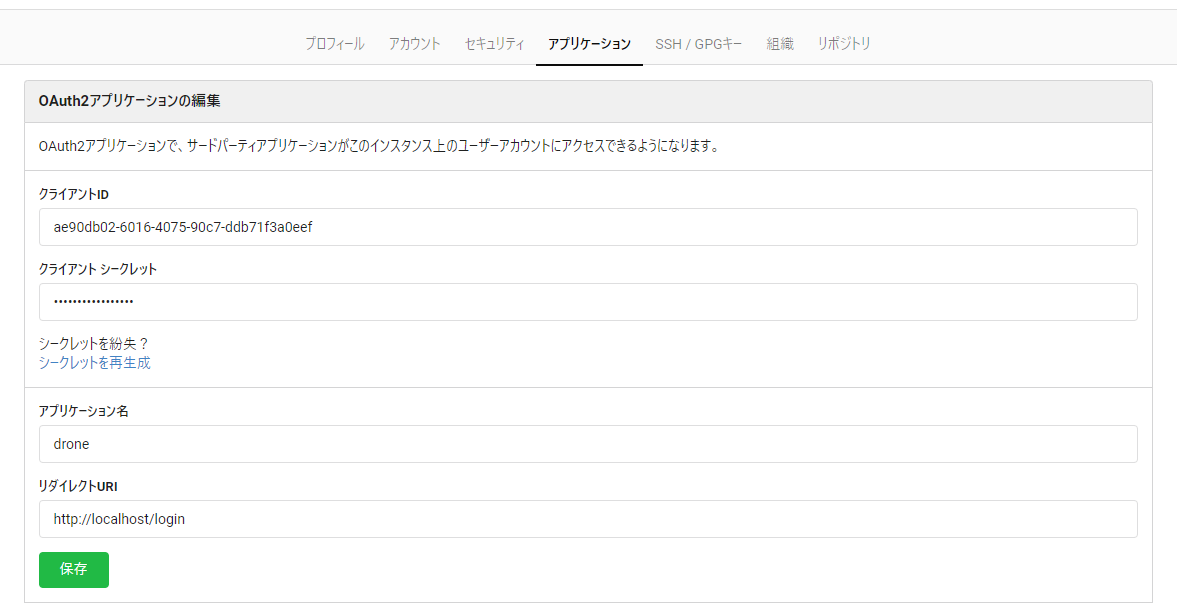 プロフィール アカウント セキュリティ アプリケーション SSH / GPGキー 組織 リポジトリ
OAuth2アプリケーションの編集
OAuth2アプリケーションで、サードパーティアプリケーションがこのインスタンス上のユーザーアカウントにアクセスできるようになります。
クライアントID
ae90db02-6016-4075-90c7-ddb71f3a0eef
クライアント シークレット
••••••••••••••••••
シークレットを紛失？
シークレットを再生成
アプリケーション名
drone
リダイレクトURI
http://localhost/login
保存